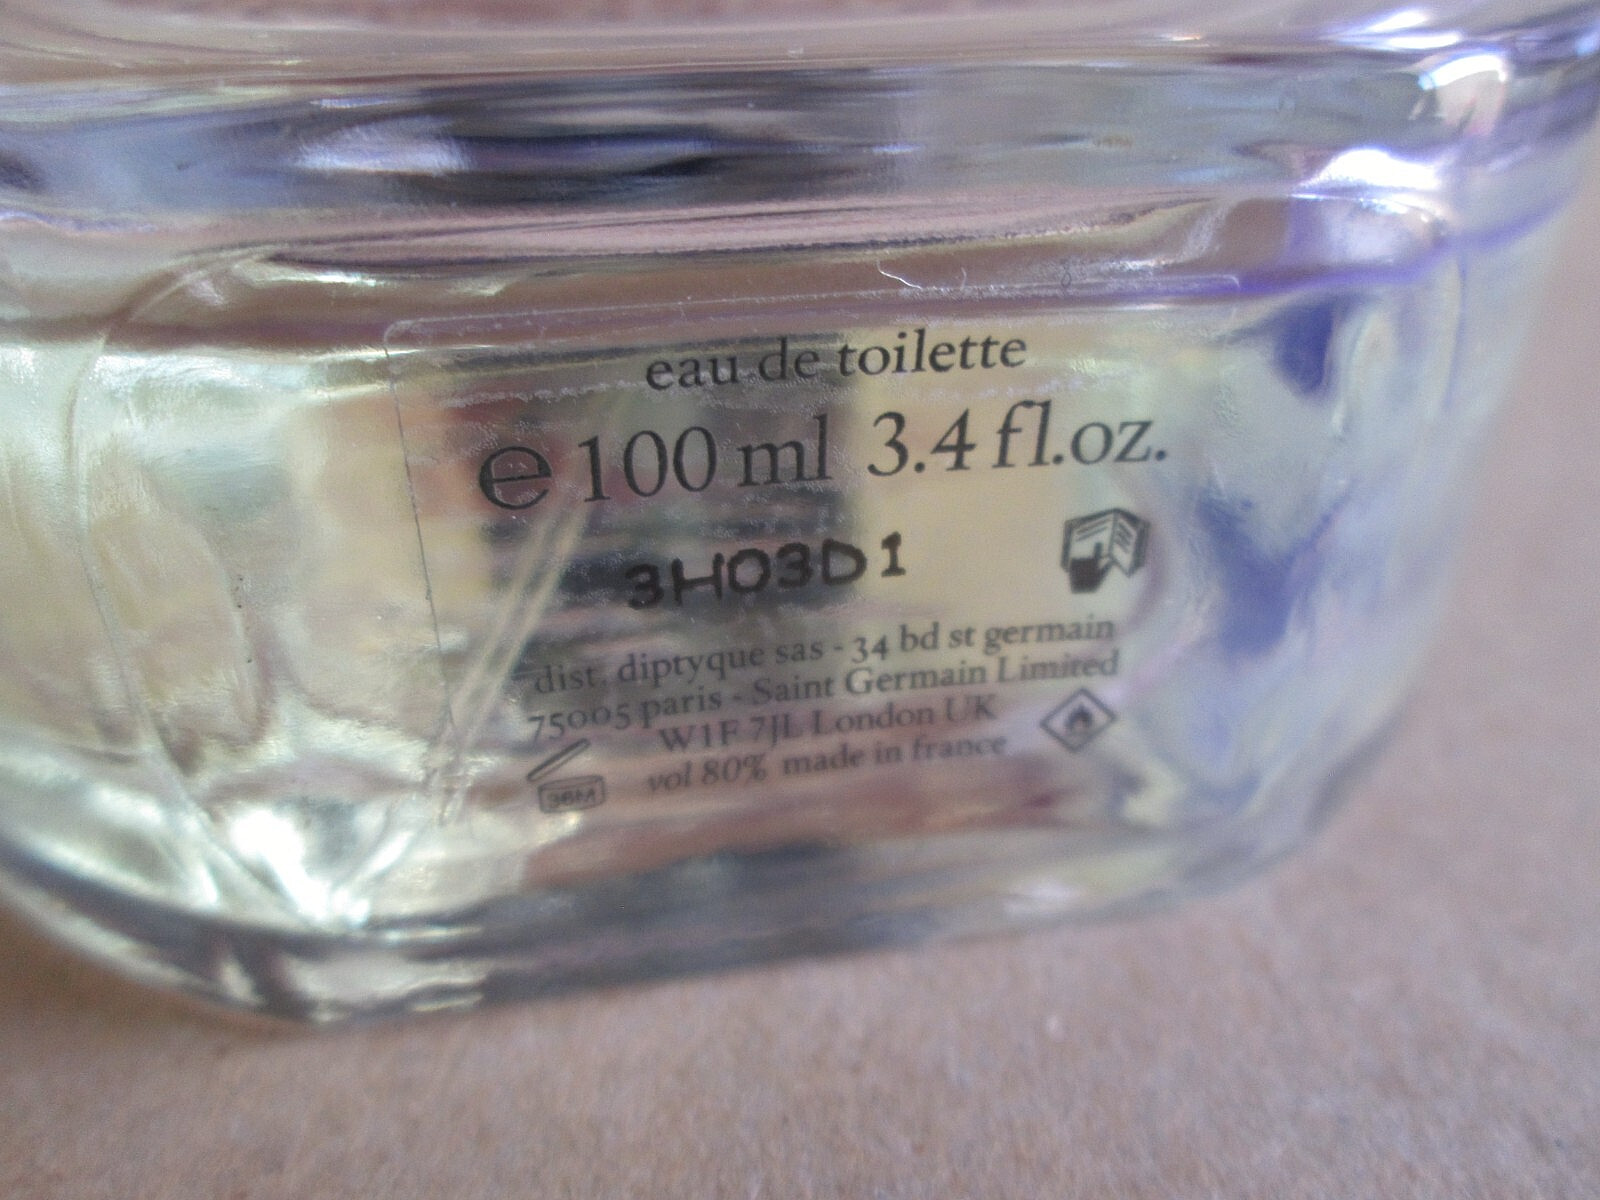 eau de toilette
℮ 100 ml 3.4 fl.oz.
3H03D1
dist. diptyque sas - 34 bd st germain
75005 paris - Saint Germain Limited
W1F 7JL London UK
vol 80% made in france
36M